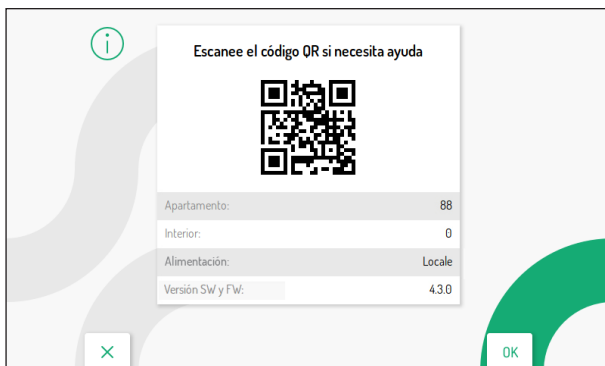 Escanee el código QR si necesita ayuda
Apartamento: 88
Interior: 0
Alimentación: Locale
Versión SW y FW: 4.3.0
OK